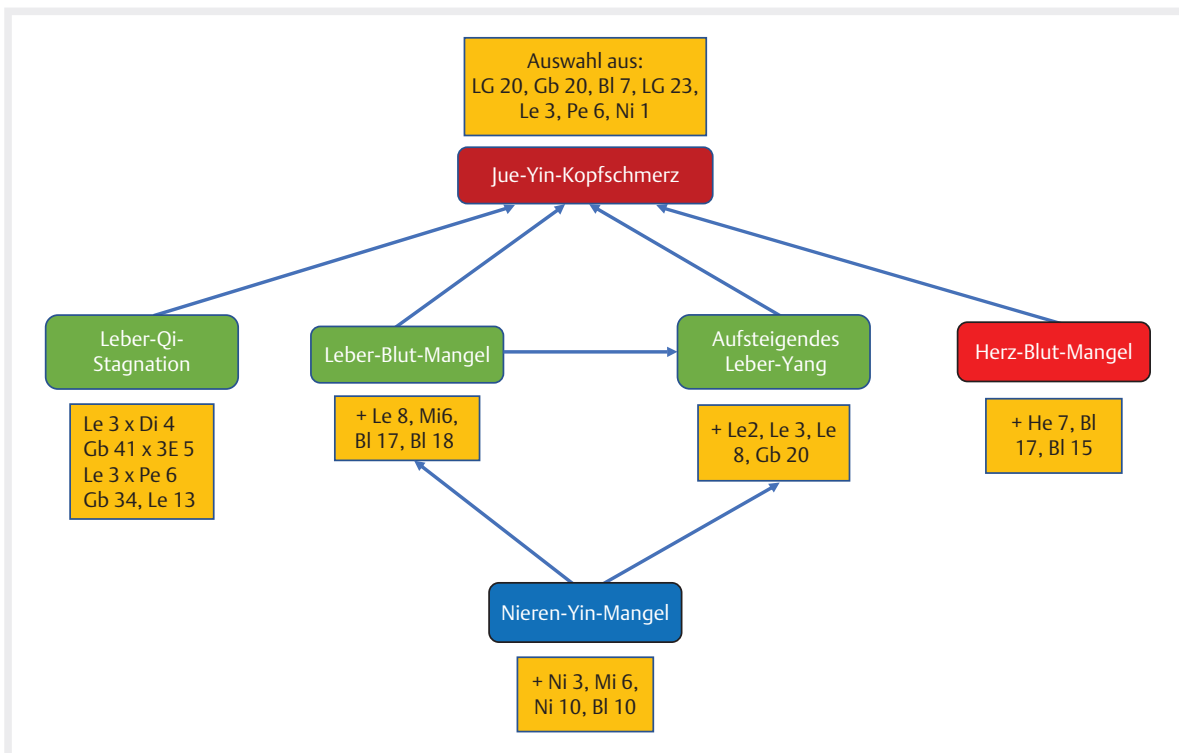 Auswahl aus:
LG 20, Gb 20, Bl 7, LG 23,
Le 3, Pe 6, Ni 1
Jue-Yin-Kopfschmerz
Leber-Qi-
Stagnation
Leber-Blut-Mangel
Aufsteigendes
Leber-Yang
Herz-Blut-Mangel
Le 3 x Di 4
Gb 41 x 3E 5
Le 3 x Pe 6
Gb 34, Le 13
+ Le 8, Mi6,
Bl 17, Bl 18
+ Le2, Le 3, Le
8, Gb 20
+ He 7, Bl
17, Bl 15
Nieren-Yin-Mangel
+ Ni 3, Mi 6,
Ni 10, Bl 10